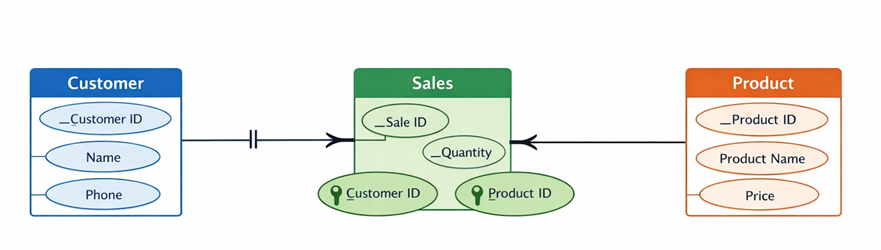 Customer
_Customer ID
Name
Phone
Sales
_Sale ID
_Quantity
Customer ID
Product ID
Product
_Product ID
Product Name
Price